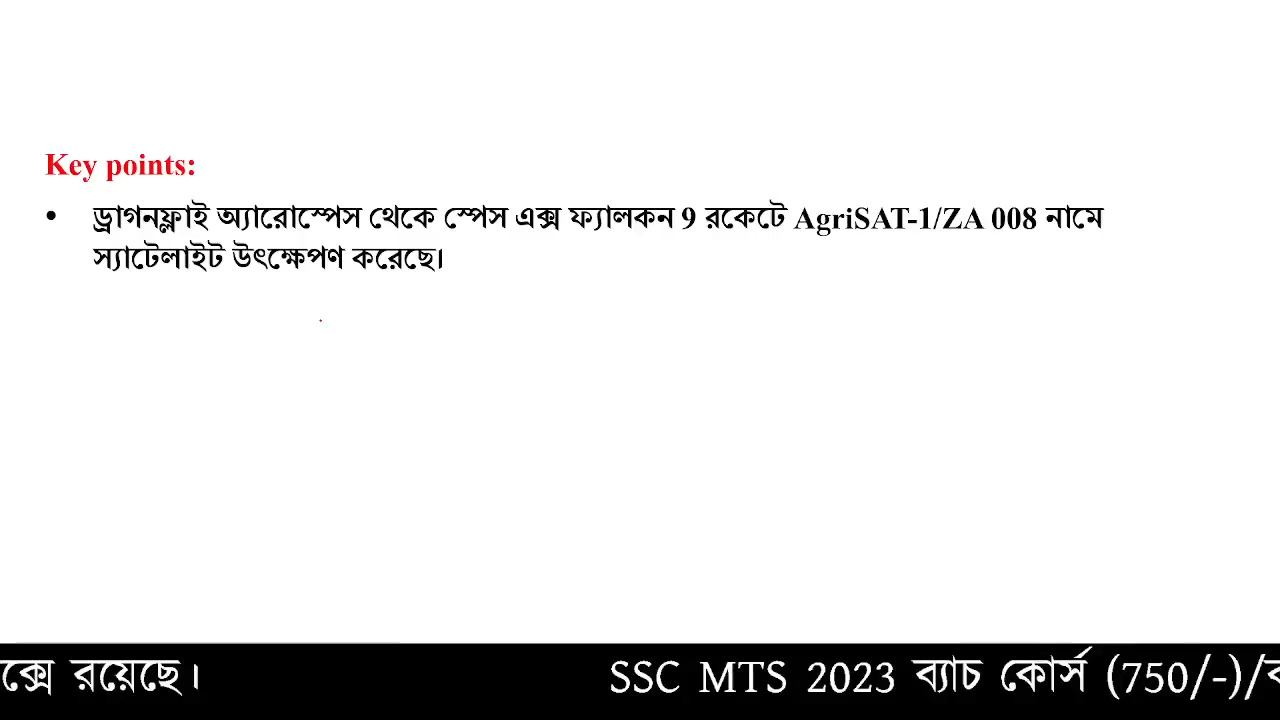 Key points:
• ড্রাগনফ্লাই অ্যারোস্পেস থেকে স্পেস এক্স ফ্যালকন 9 রকেটে AgriSAT-1/ZA 008 নামে
স্যাটেলাইট উৎক্ষেপণ করেছে।
রয়েছে। SSC MTS 2023 ব্যাচ কোর্স (750/-)/